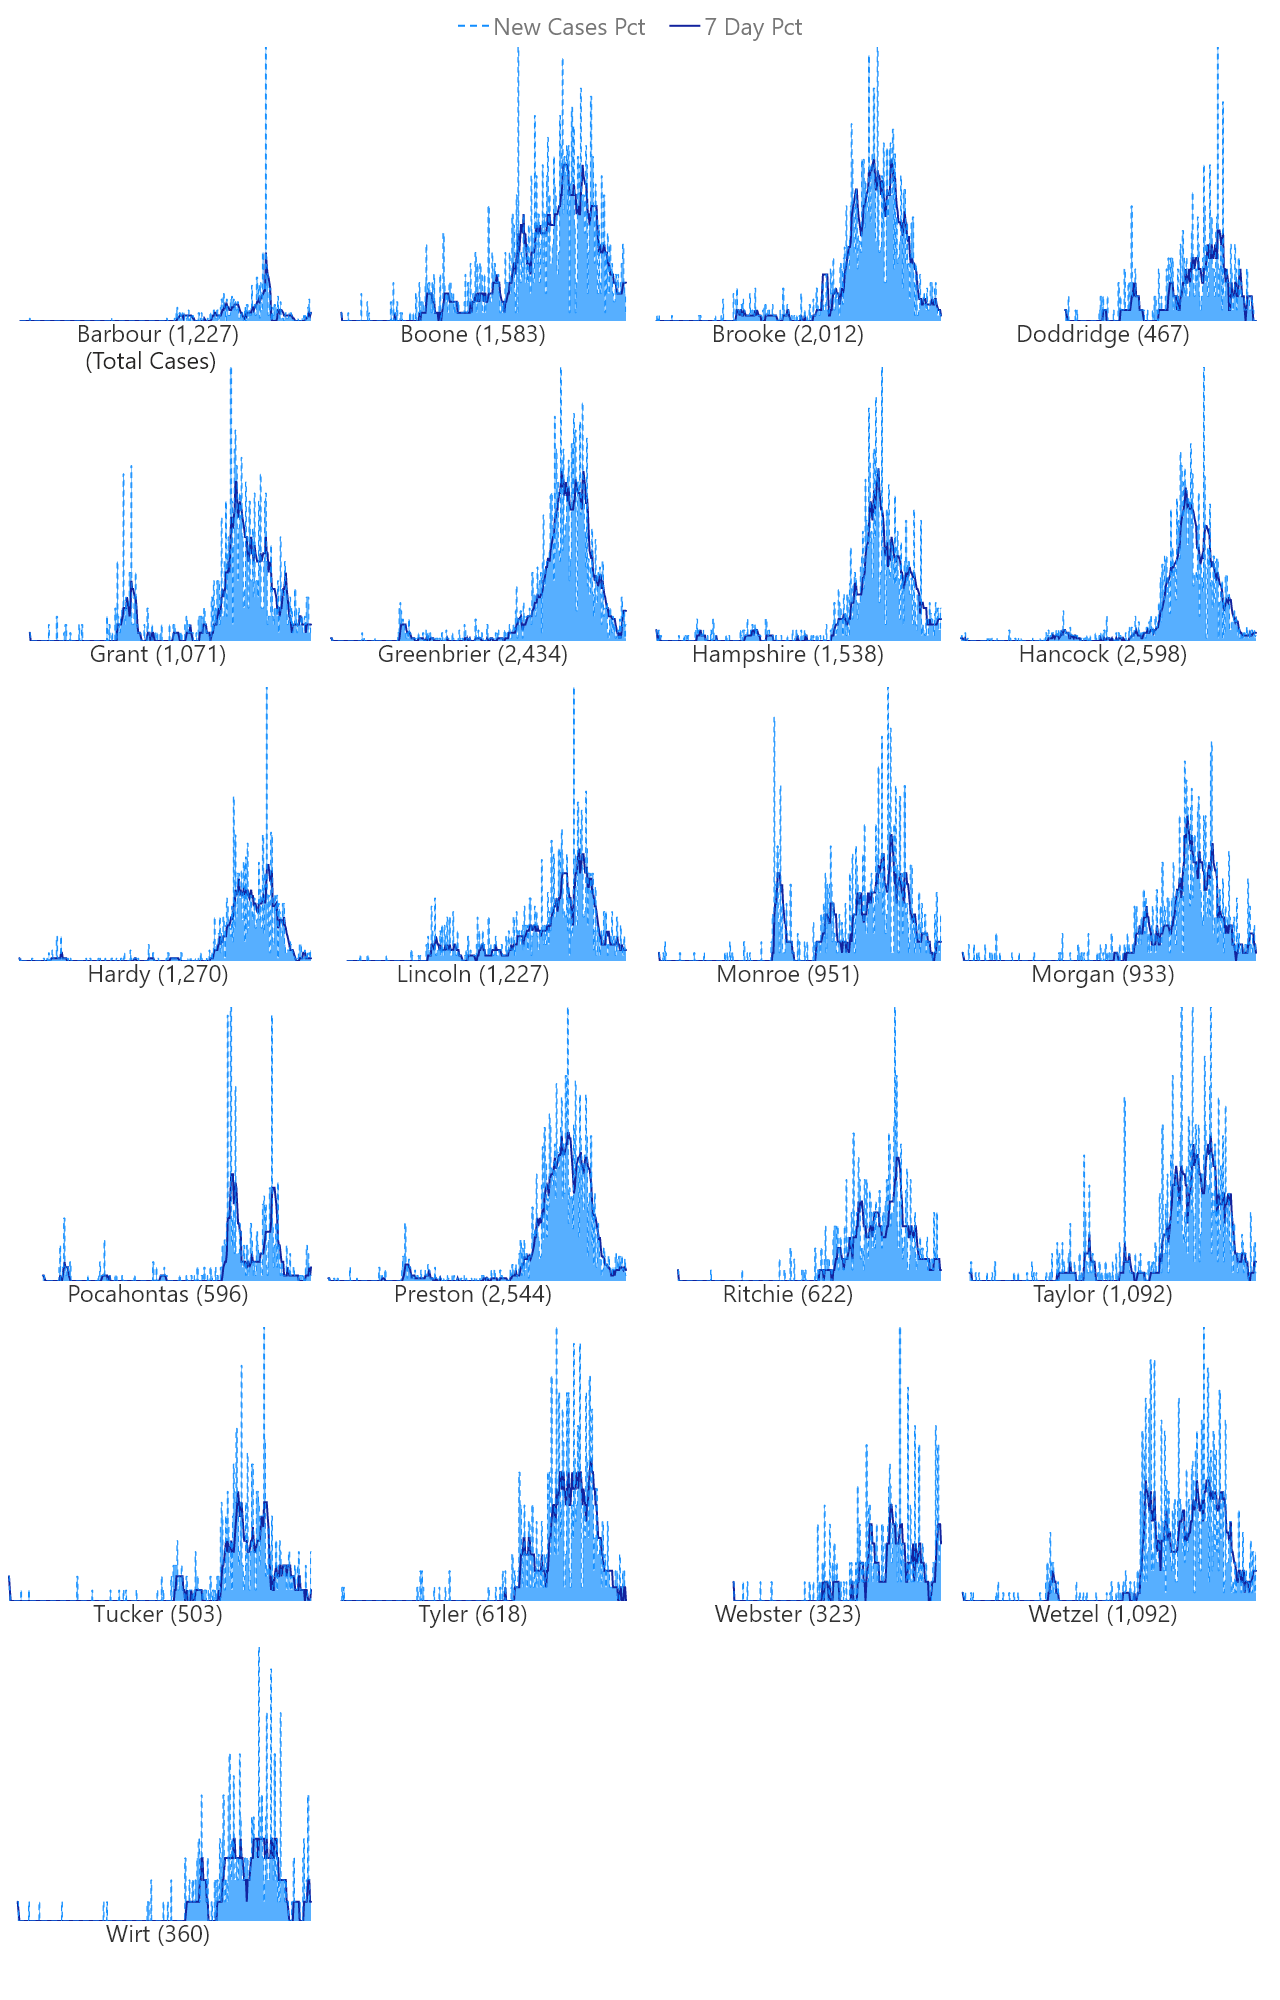 New Cases Pct 7 Day Pct
Barbour (1,227) Boone (1,583) Brooke (2,012) Doddridge (467)
(Total Cases)
Grant (1,071) Greenbrier (2,434) Hampshire (1,538) Hancock (2,598)
Hardy (1,270) Lincoln (1,227) Monroe (951) Morgan (933)
Pocahontas (596) Preston (2,544) Ritchie (622) Taylor (1,092)
Tucker (503) Tyler (618) Webster (323) Wetzel (1,092)
Wirt (360)